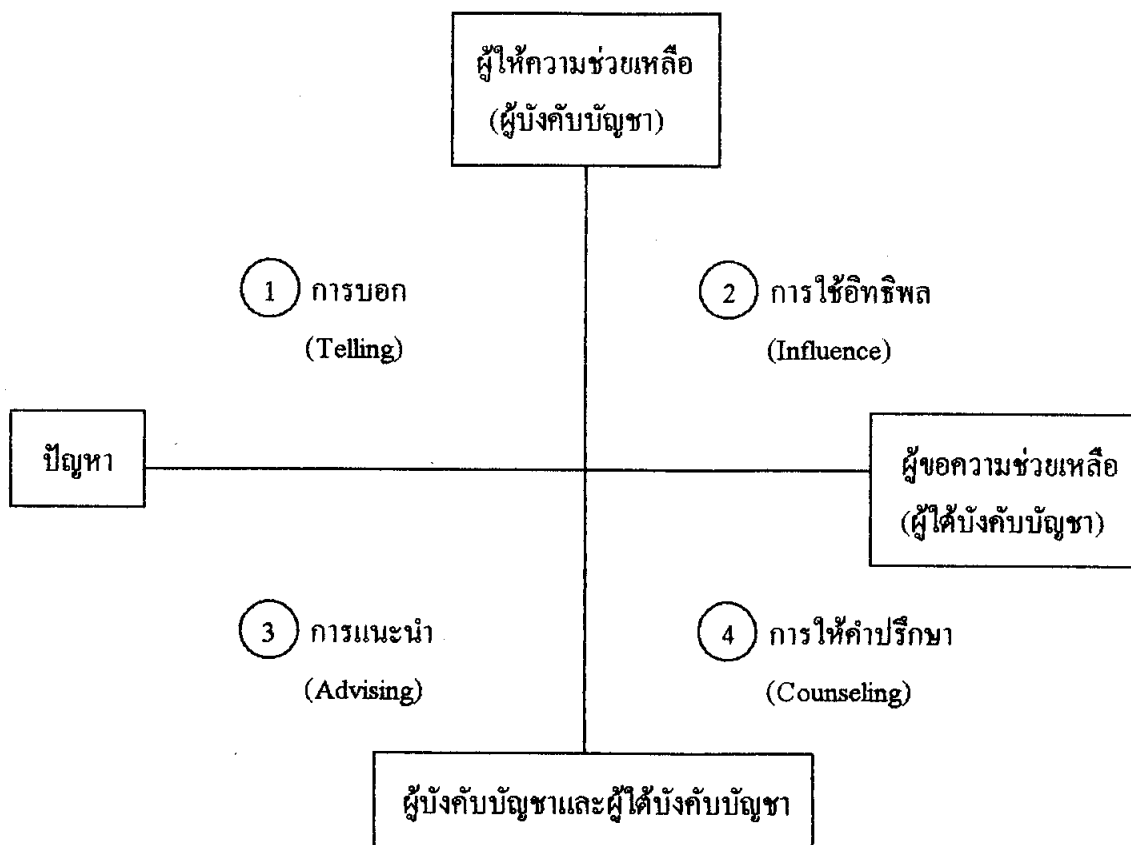 ผู้ให้ความช่วยเหลือ
(ผู้บังคับบัญชา)
1 การบอก
(Telling)
2 การใช้อิทธิพล
(Influence)
ปัญหา
ผู้ขอความช่วยเหลือ
(ผู้ใต้บังคับบัญชา)
3 การแนะนำ
(Advising)
4 การให้คำปรึกษา
(Counseling)
ผู้บังคับบัญชาและผู้ใต้บังคับบัญชา